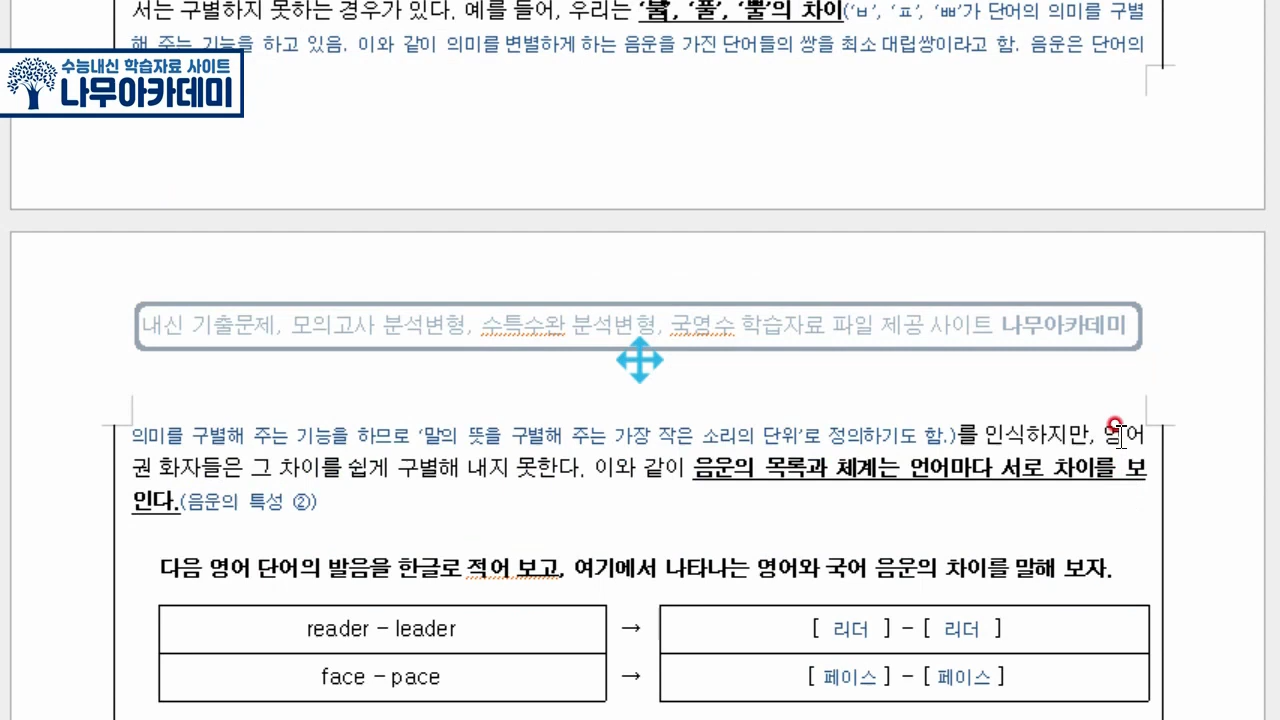 서는 구별하지 못하는 경우가 있다. 예를 들어, 우리는 ‘붊, ‘풀’, ‘뿔’의 차이(‘ㅂ’, ‘ㅍ’, ‘ㅃ’가 단어의 의미를 구별
해 주는 기능을 하고 있음. 이와 같이 의미를 변별하게 하는 음운을 가진 단어들의 쌍을 최소 대립쌍이라고 함. 음운은 단어의
수능내신 학습자료 사이트
나무아카데미
내신 기출문제, 모의고사 분석변형, 수특수완 분석변형, 국영수 학습자료 파일 제공 사이트 나무아카데미
의미를 구별해 주는 기능을 하므로 ‘말의 뜻을 구별해 주는 가장 작은 소리의 단위’로 정의하기도 함.)를 인식하지만, 영어
권 화자들은 그 차이를 쉽게 구별해 내지 못한다. 이와 같이 음운의 목록과 체계는 언어마다 서로 차이를 보
인다.(음운의 특성 ②)
다음 영어 단어의 발음을 한글로 적어 보고, 여기에서 나타나는 영어와 국어 음운의 차이를 말해 보자.
reader - leader → [ 리더 ] - [ 리더 ]
face - pace → [ 페이스 ] - [ 페이스 ]